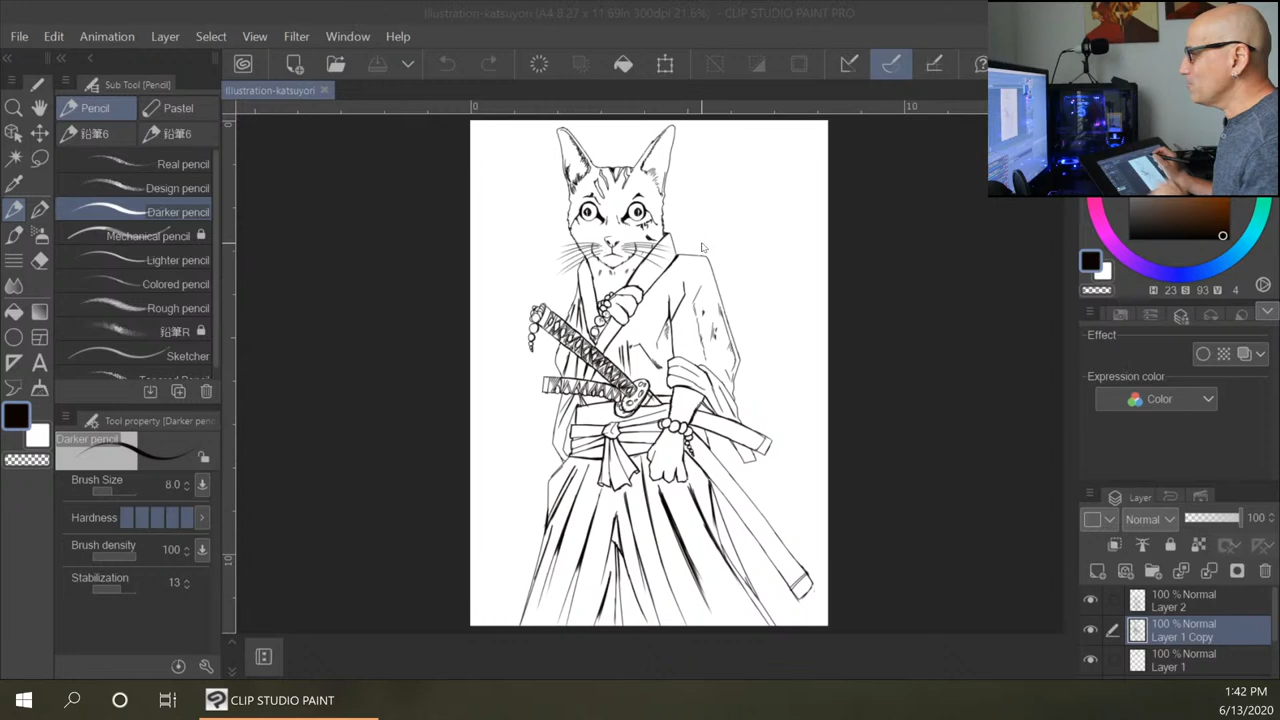 Illustration-katsuyori (A4 8.27 x 11.69in 300dpi 21.6%) - CLIP STUDIO PAINT PRO
File Edit Animation Layer Select View Filter Window Help
Sub Tool [Pencil]
Illustration-katsuyori
0 10
Pencil Pastel
鉛筆6 鉛筆6
Real pencil
Design pencil
Darker pencil
Mechanical pencil
Lighter pencil
Colored pencil
Rough pencil
鉛筆R
Sketcher
Tool property [Darker penc
Darker pencil
Brush Size 8.0
Hardness
Brush density 100
Stabilization 13
0
10
H 23 S 93 V 4
Effect
Expression color
Color
Layer
Normal 100
100 % Normal
Layer 2
100 % Normal
Layer 1 Copy
100 % Normal
Layer 1
CLIP STUDIO PAINT
1:42 PM
6/13/2020